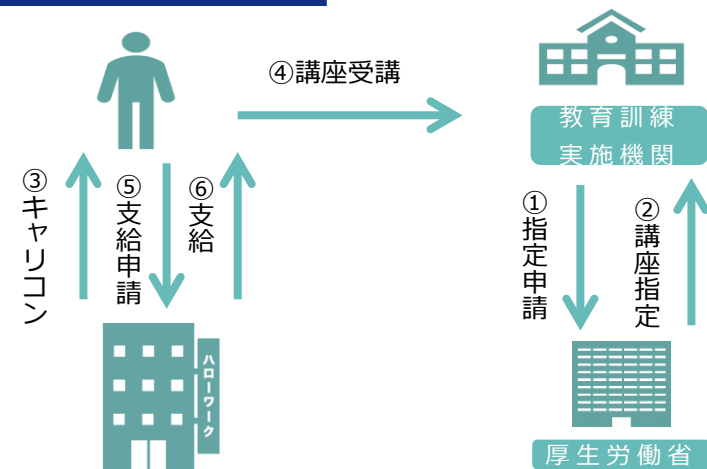 ④講座受講
教育訓練
実施機関
③キャリコン
⑤支給申請
⑥支給
①指定申請
②講座指定
ハローワーク
厚生労働省